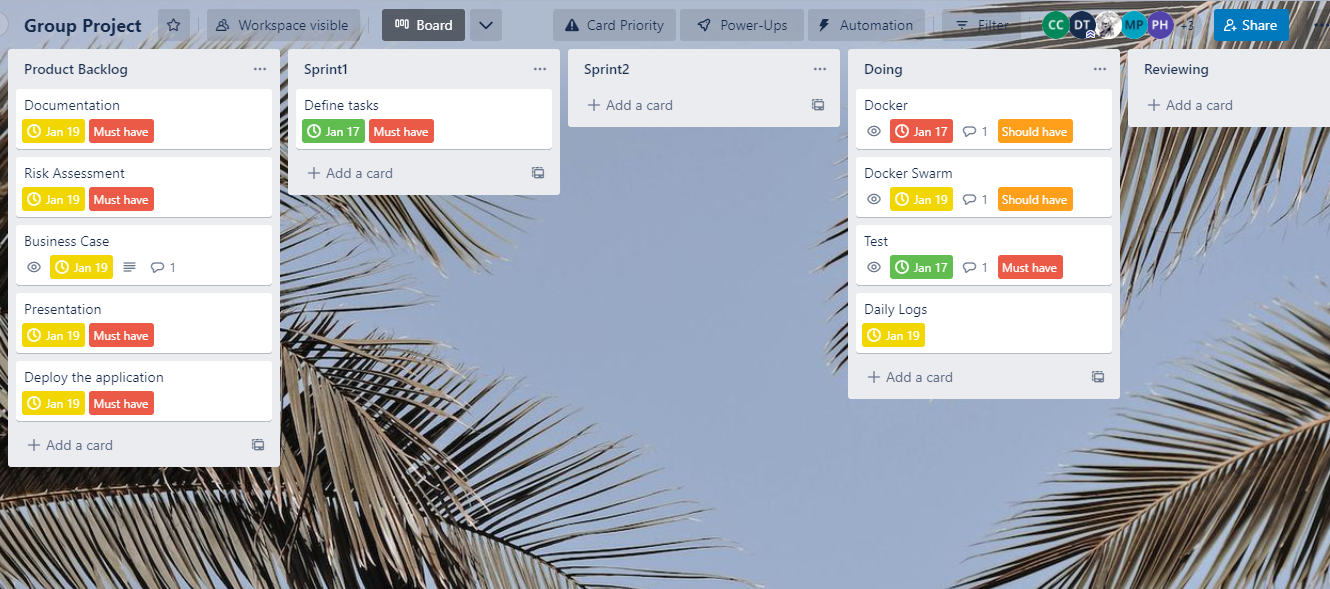 Group Project
Workspace visible
Board
Card Priority
Power-Ups
Automation
Filter
CC
DT
MP
PH
+3
Share
Product Backlog
Documentation
Jan 19 Must have
Risk Assessment
Jan 19 Must have
Business Case
Jan 19 1
Presentation
Jan 19 Must have
Deploy the application
Jan 19 Must have
+ Add a card
Sprint1
Define tasks
Jan 17 Must have
+ Add a card
Sprint2
+ Add a card
Doing
Docker
Jan 17 1 Should have
Docker Swarm
Jan 19 1 Should have
Test
Jan 17 1 Must have
Daily Logs
Jan 19
+ Add a card
Reviewing
+ Add a card